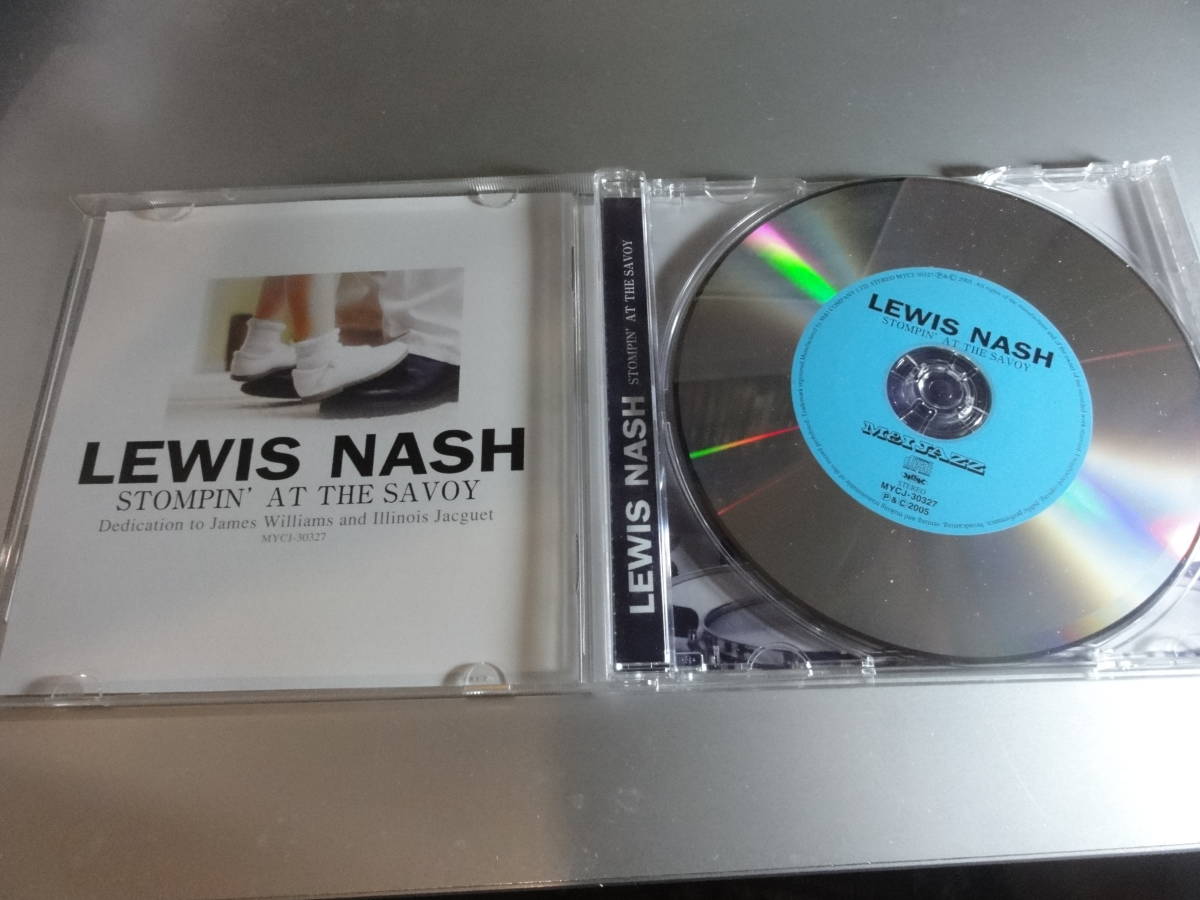 LEWIS NASH
STOMPIN' AT THE SAVOY
Dedication to James Williams and Illinois Jacguet
MYCJ-30327
LEWIS NASH STOMPIN' AT THE SAVOY
LEWIS NASH
STOMPIN' AT THE SAVOY
M&I JAZZ
STEREO
MYCJ-30327
℗ & C 2005